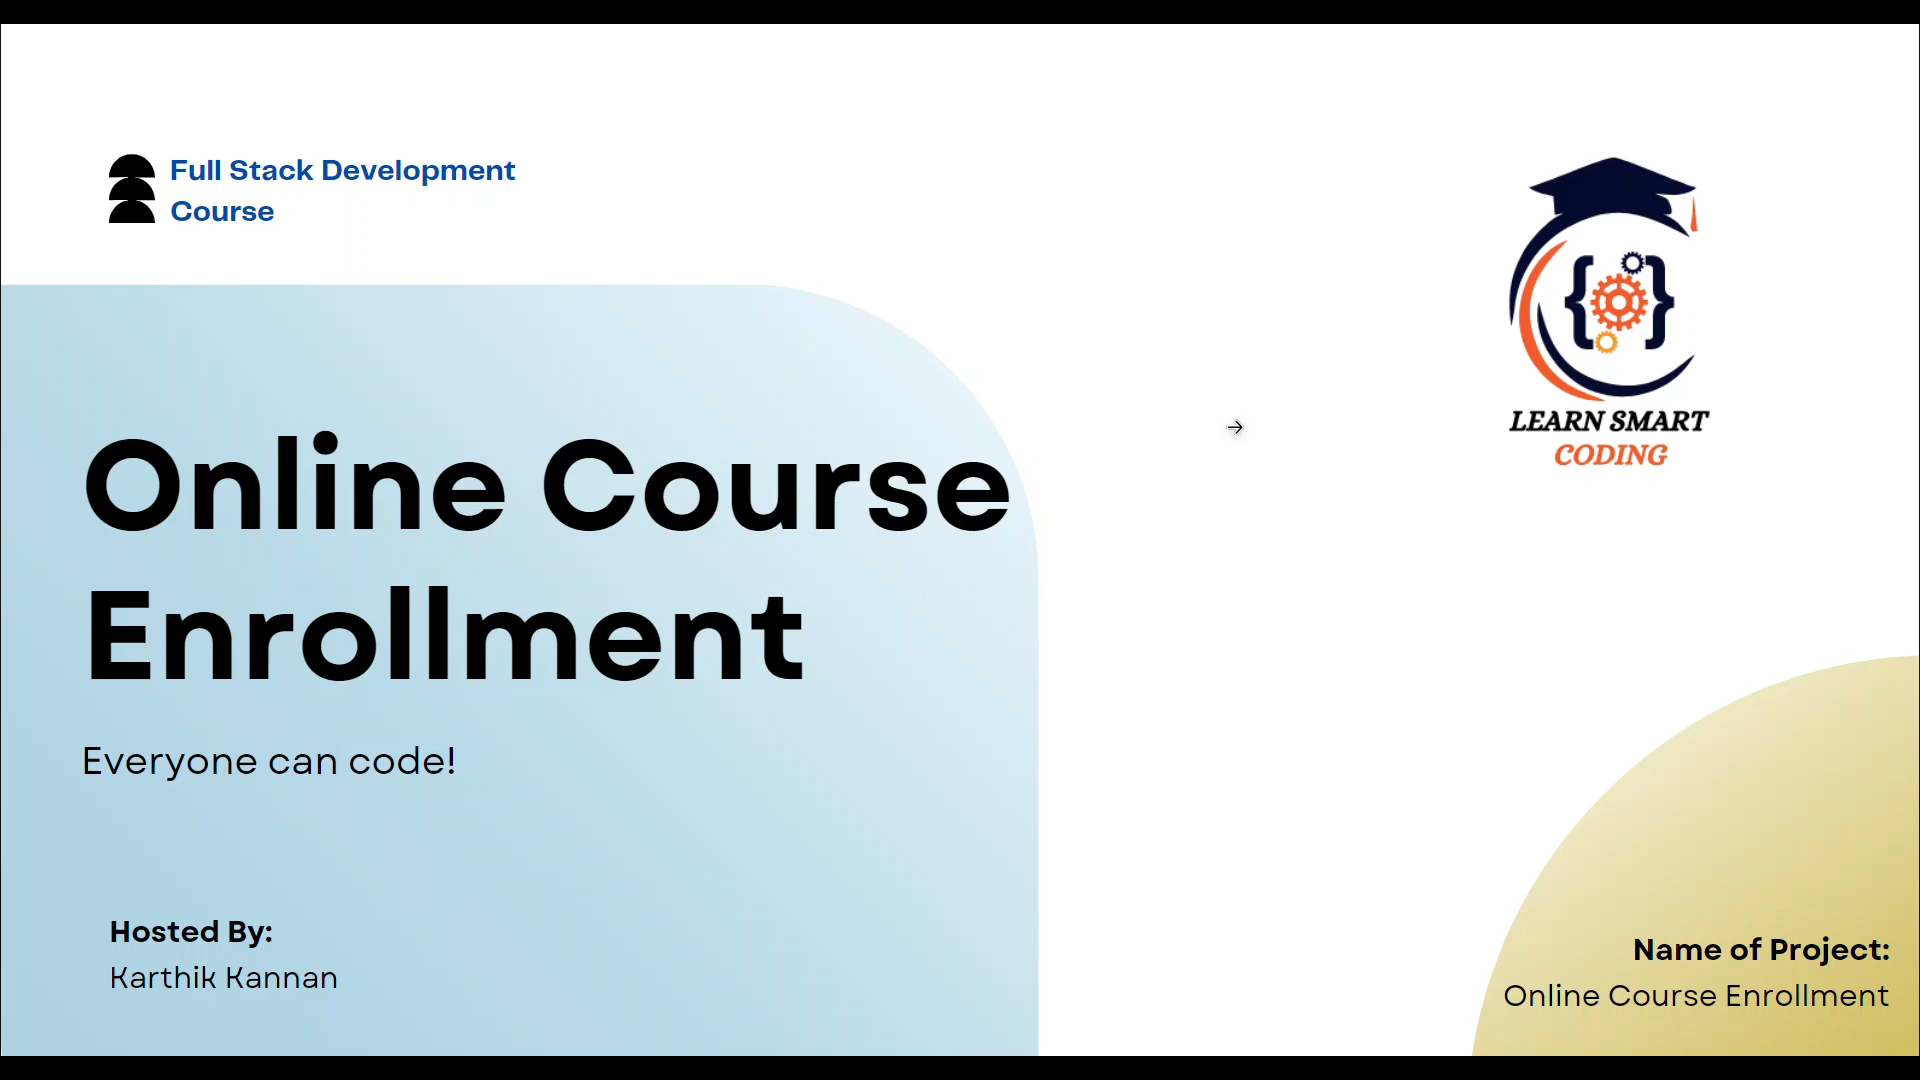 Full Stack Development
Course
LEARN SMART
CODING
Online Course
Enrollment
Everyone can code!
Hosted By:
Karthik Kannan
Name of Project:
Online Course Enrollment